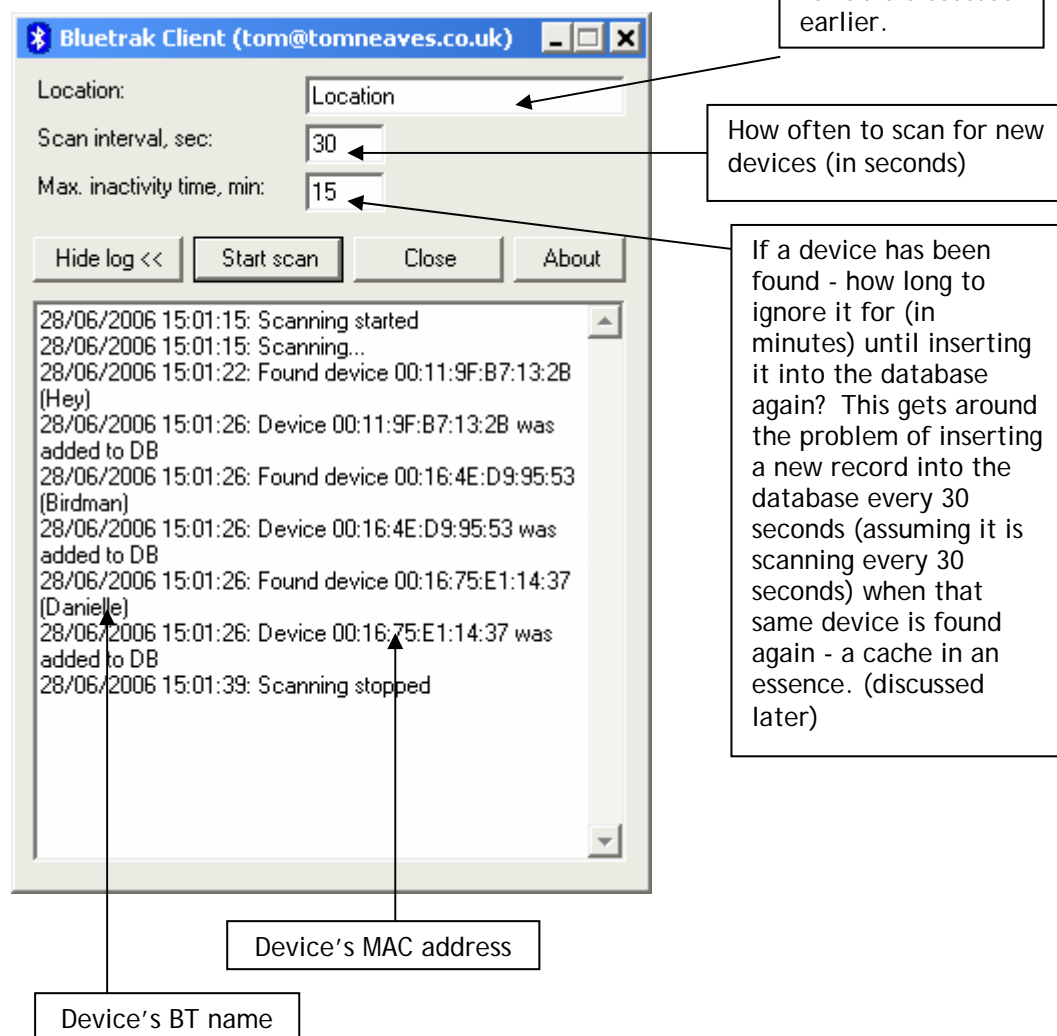 earlier.
Bluetrak Client (tom@tomneaves.co.uk)
Location:
Location
Scan interval, sec:
30
Max. inactivity time, min:
15
How often to scan for new
devices (in seconds)
Hide log <<
Start scan
Close
About
If a device has been
found - how long to
ignore it for (in
minutes) until inserting
it into the database
again? This gets around
the problem of inserting
a new record into the
database every 30
seconds (assuming it is
scanning every 30
seconds) when that
same device is found
again - a cache in an
essence. (discussed
later)
28/06/2006 15:01:15: Scanning started
28/06/2006 15:01:15: Scanning...
28/06/2006 15:01:22: Found device 00:11:9F:B7:13:2B
(Hey)
28/06/2006 15:01:26: Device 00:11:9F:B7:13:2B was
added to DB
28/06/2006 15:01:26: Found device 00:16:4E:D9:95:53
(Birdman)
28/06/2006 15:01:26: Device 00:16:4E:D9:95:53 was
added to DB
28/06/2006 15:01:26: Found device 00:16:75:E1:14:37
(Danielle)
28/06/2006 15:01:26: Device 00:16:75:E1:14:37 was
added to DB
28/06/2006 15:01:39: Scanning stopped
Device's MAC address
Device's BT name